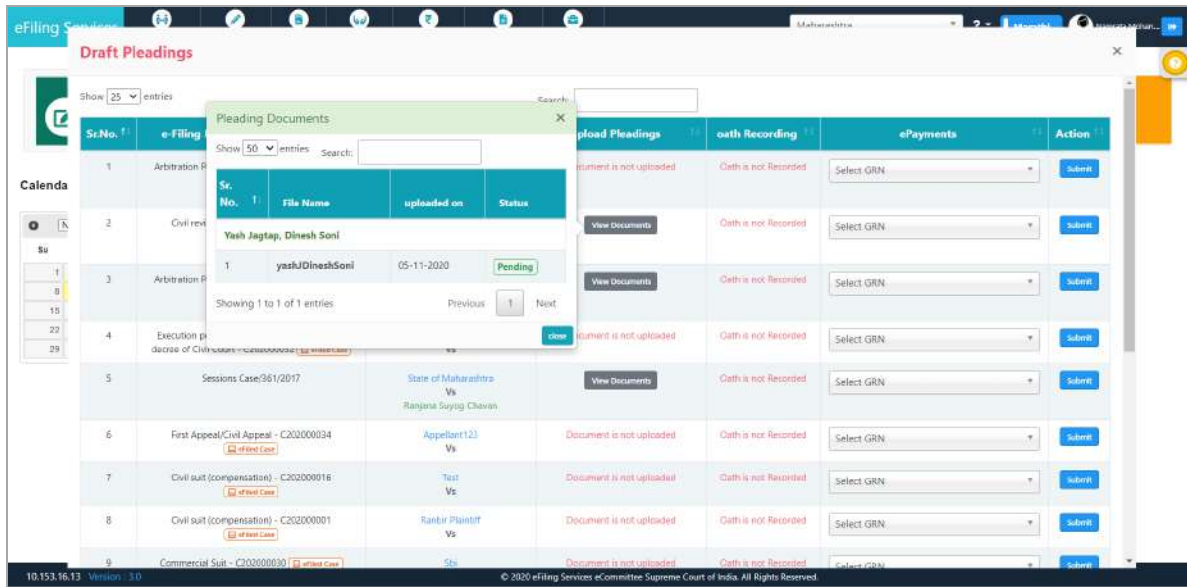 eFiling
Maharashtra
?
Draft Pleadings
×
Show 25 entries
Search:
Sr.No.
e-Filing
pload Pleadings
oath Recording
ePayments
Action
Pleading Documents
×
Show 50 entries Search:
Sr. No.
File Name
uploaded on
Status
Yash Jagtap, Dinesh Soni
1
yashJDineshSoni
05-11-2020
Pending
Showing 1 to 1 of 1 entries
Previous 1 Next
close
Calenda
Su
1
8
15
22
29
1
Arbitration P
cument is not uploaded
Oath is not Recorded
Select GRN
Submit
2
Civil revi
View Documents
Oath is not Recorded
Select GRN
Submit
3
Arbitration P
View Documents
Oath is not Recorded
Select GRN
Submit
4
Execution p
decree of Civil Court - C202000032
vs
cument is not uploaded
Oath is not Recorded
Select GRN
Submit
5
Sessions Case/361/2017
State of Maharashtra
Vs
Ranjana Suyog Chavan
View Documents
Oath is not Recorded
Select GRN
Submit
6
First Appeal/Civil Appeal - C202000034
eFiled Case
Appellant123
Vs
Document is not uploaded
Oath is not Recorded
Select GRN
Submit
7
Civil suit (compensation) - C202000016
eFiled Case
Test
Vs
Document is not uploaded
Oath is not Recorded
Select GRN
Submit
8
Civil suit (compensation) - C202000001
eFiled Case
Ranbir Plaintiff
Vs
Document is not uploaded
Oath is not Recorded
Select GRN
Submit
9
Commercial Suit - C202000030 eFiled Case
Sbi
Document is not uploaded
Oath is not Recorded
Select GRN
Submit
10.153.16.13 Version : 3.0
© 2020 eFiling Services eCommittee Supreme Court of India. All Rights Reserved.